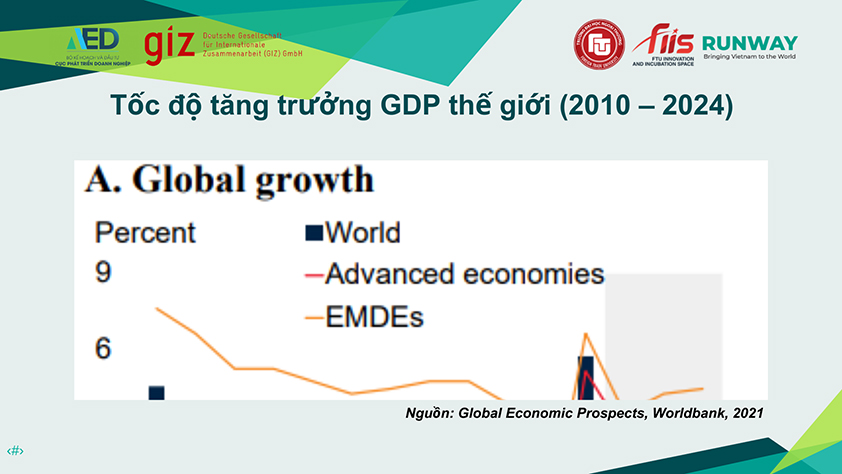 AED
BỘ KẾ HOẠCH VÀ ĐẦU TƯ
CỤC PHÁT TRIỂN DOANH NGHIỆP
giz
Deutsche Gesellschaft
für Internationale
Zusammenarbeit (GIZ) GmbH
fiis
FTU INNOVATION
AND INCUBATION SPACE
RUNWAY
Bringing Vietnam to the World
Tốc độ tăng trưởng GDP thế giới (2010 – 2024)
A. Global growth
Percent
World
9
Advanced economies
EMDEs
6
Nguồn: Global Economic Prospects, Worldbank, 2021
‹#›